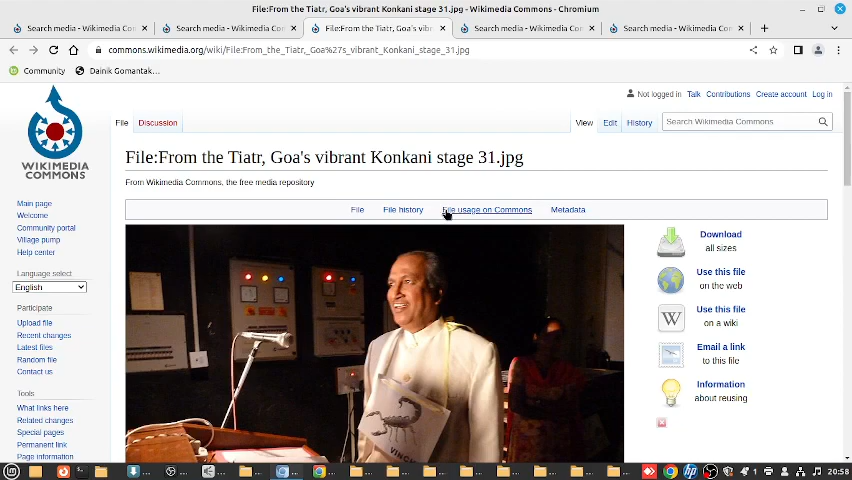 File:From the Tiatr, Goa's vibrant Konkani stage 31.jpg - Wikimedia Commons - Chromium
Search media - Wikimedia Com
Search media - Wikimedia Com
File:From the Tiatr, Goa's vibr
Search media - Wikimedia Com
Search media - Wikimedia Com
commons.wikimedia.org/wiki/File:From_the_Tiatr,_Goa%27s_vibrant_Konkani_stage_31.jpg
Community
Dainik Gomantak…
Not logged in Talk Contributions Create account Log in
File Discussion View Edit History Search Wikimedia Commons
WIKIMEDIA
COMMONS
File:From the Tiatr, Goa's vibrant Konkani stage 31.jpg
From Wikimedia Commons, the free media repository
File File history File usage on Commons Metadata
Main page
Welcome
Community portal
Village pump
Help center
Language select
English
Participate
Upload file
Recent changes
Latest files
Random file
Contact us
Tools
What links here
Related changes
Special pages
Permanent link
Page information
Download
all sizes
Use this file
on the web
Use this file
on a wiki
Email a link
to this file
Information
about reusing
20:58